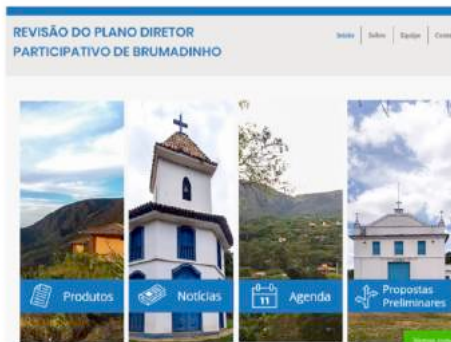 REVISÃO DO PLANO DIRETOR
PARTICIPATIVO DE BRUMADINHO
Início
Sobre
Equipe
Produtos
Notícias
11
Agenda
Propostas
Preliminares